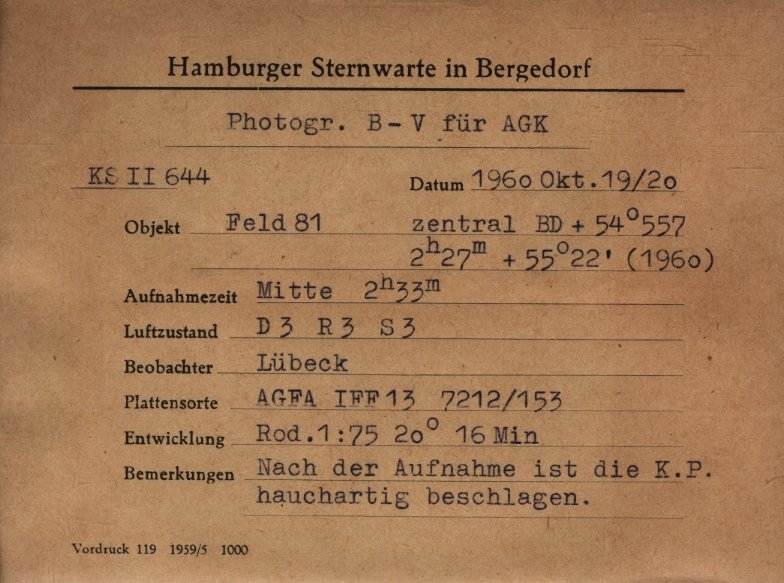 Hamburger Sternwarte in Bergedorf
Photogr. B-V für AGK
KS II 644 Datum 1960 Okt.19/20
Objekt Feld 81 zentral BD + 54°557
2ʰ27ᵐ + 55°22' (1960)
Aufnahmezeit Mitte 2ʰ33ᵐ
Luftzustand D3 R3 S3
Beobachter Lübeck
Plattensorte AGFA IFF13 7212/153
Entwicklung Rod.1:75 20° 16 Min
Bemerkungen Nach der Aufnahme ist die K.P.
hauchartig beschlagen.
Vordruck 119 1959/5 1000